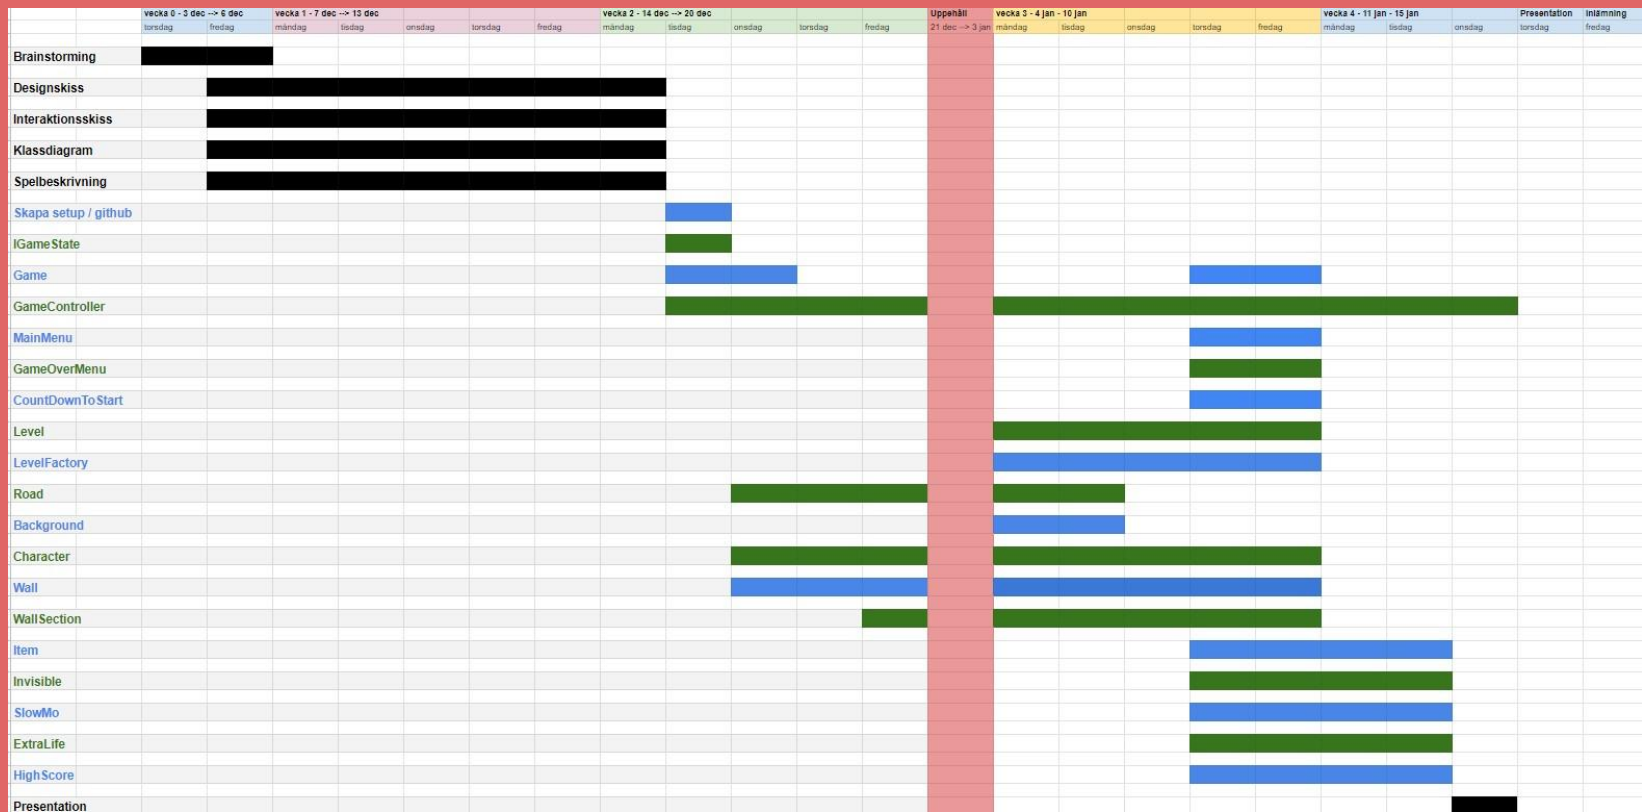 vecka 0 - 3 dec --> 6 dec vecka 1 - 7 dec --> 13 dec vecka 2 - 14 dec --> 20 dec Uppehåll vecka 3 - 4 jan - 10 jan vecka 4 - 11 jan - 15 jan Presentation Inlämning
torsdag fredag måndag tisdag onsdag torsdag fredag måndag tisdag onsdag torsdag fredag 21 dec --> 3 jan måndag tisdag onsdag torsdag fredag måndag tisdag onsdag torsdag fredag
Brainstorming
Designskiss
Interaktionsskiss
Klassdiagram
Spelbeskrivning
Skapa setup / github
IGameState
Game
GameController
MainMenu
GameOverMenu
CountDownToStart
Level
LevelFactory
Road
Background
Character
Wall
WallSection
Item
Invisible
SlowMo
ExtraLife
HighScore
Presentation